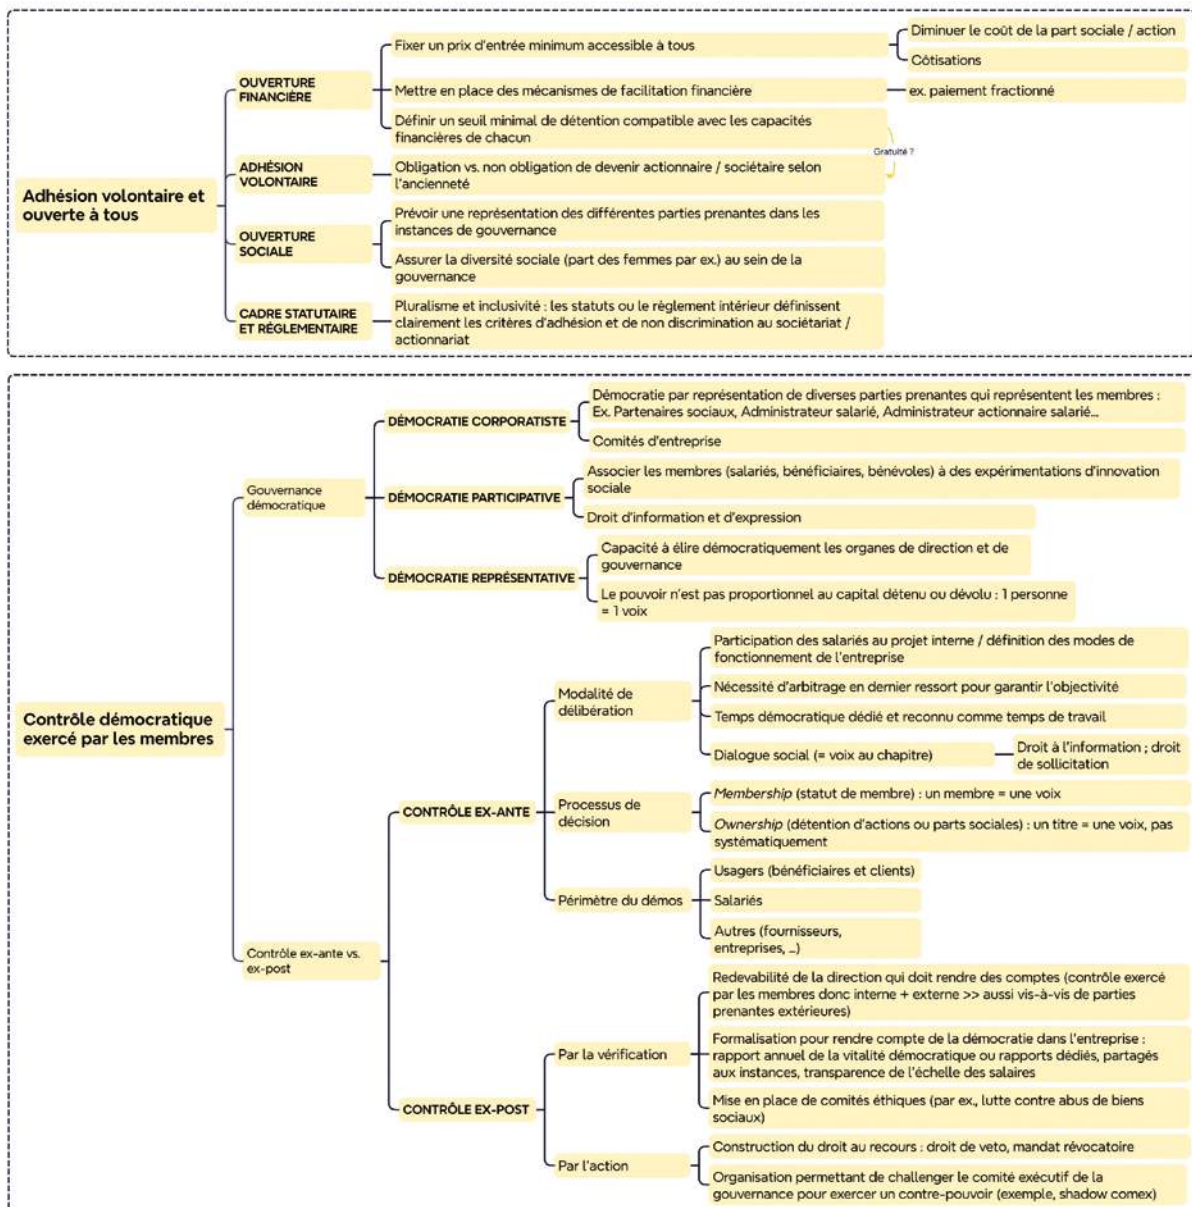 Adhésion volontaire et
ouverte à tous
OUVERTURE
FINANCIÈRE
Fixer un prix d'entrée minimum accessible à tous
Diminuer le coût de la part sociale / action
Côtisations
Mettre en place des mécanismes de facilitation financière
ex. paiement fractionné
Définir un seuil minimal de détention compatible avec les capacités
financières de chacun
Gratuité ?
ADHÉSION
VOLONTAIRE
Obligation vs. non obligation de devenir actionnaire / sociétaire selon
l'ancienneté
OUVERTURE
SOCIALE
Prévoir une représentation des différentes parties prenantes dans les
instances de gouvernance
Assurer la diversité sociale (part des femmes par ex.) au sein de la
gouvernance
CADRE STATUTAIRE
ET RÉGLEMENTAIRE
Pluralisme et inclusivité : les statuts ou le règlement intérieur définissent
clairement les critères d'adhésion et de non discrimination au sociétariat /
actionnariat
Contrôle démocratique
exercé par les membres
Gouvernance
démocratique
DÉMOCRATIE CORPORATISTE
Démocratie par représentation de diverses parties prenantes qui représentent les membres :
Ex. Partenaires sociaux, Administrateur salarié, Administrateur actionnaire salarié...
Comités d'entreprise
DÉMOCRATIE PARTICIPATIVE
Associer les membres (salariés, bénéficiaires, bénévoles) à des expérimentations d'innovation
sociale
Droit d'information et d'expression
DÉMOCRATIE REPRÉSENTATIVE
Capacité à élire démocratiquement les organes de direction et de
gouvernance
Le pouvoir n'est pas proportionnel au capital détenu ou dévolu : 1 personne
= 1 voix
Contrôle ex-ante vs.
ex-post
CONTRÔLE EX-ANTE
Modalité de
délibération
Participation des salariés au projet interne / définition des modes de
fonctionnement de l'entreprise
Nécessité d'arbitrage en dernier ressort pour garantir l'objectivité
Temps démocratique dédié et reconnu comme temps de travail
Dialogue social (= voix au chapitre)
Droit à l'information ; droit
de sollicitation
Processus de
décision
Membership (statut de membre) : un membre = une voix
Ownership (détention d'actions ou parts sociales) : un titre = une voix, pas
systématiquement
Périmètre du démos
Usagers (bénéficiaires et clients)
Salariés
Autres (fournisseurs,
entreprises, ...)
CONTRÔLE EX-POST
Par la vérification
Redevabilité de la direction qui doit rendre des comptes (contrôle exercé
par les membres donc interne + externe >> aussi vis-à-vis de parties
prenantes extérieures)
Formalisation pour rendre compte de la démocratie dans l'entreprise :
rapport annuel de la vitalité démocratique ou rapports dédiés, partagés
aux instances, transparence de l'échelle des salaires
Mise en place de comités éthiques (par ex., lutte contre abus de biens
sociaux)
Par l'action
Construction du droit au recours : droit de veto, mandat révocatoire
Organisation permettant de challenger le comité exécutif de la
gouvernance pour exercer un contre-pouvoir (exemple, shadow comex)